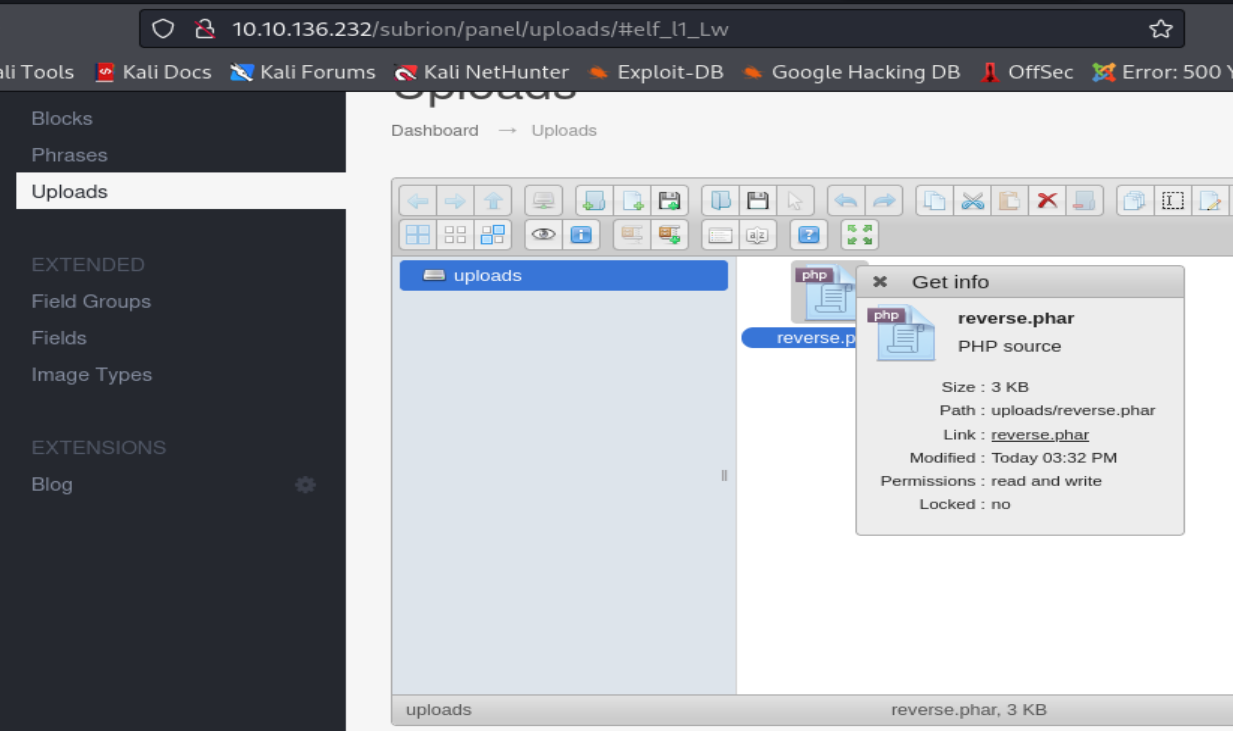 10.10.136.232/subrion/panel/uploads/#elf_l1_Lw
ali Tools Kali Docs Kali Forums Kali NetHunter Exploit-DB Google Hacking DB OffSec Error: 500 Y
Uploads
Blocks
Phrases
Uploads
EXTENDED
Field Groups
Fields
Image Types
EXTENSIONS
Blog
Dashboard → Uploads
uploads
php
reverse.p
Get info
php
reverse.phar
PHP source
Size : 3 KB
Path : uploads/reverse.phar
Link : reverse.phar
Modified : Today 03:32 PM
Permissions : read and write
Locked : no
uploads
reverse.phar, 3 KB